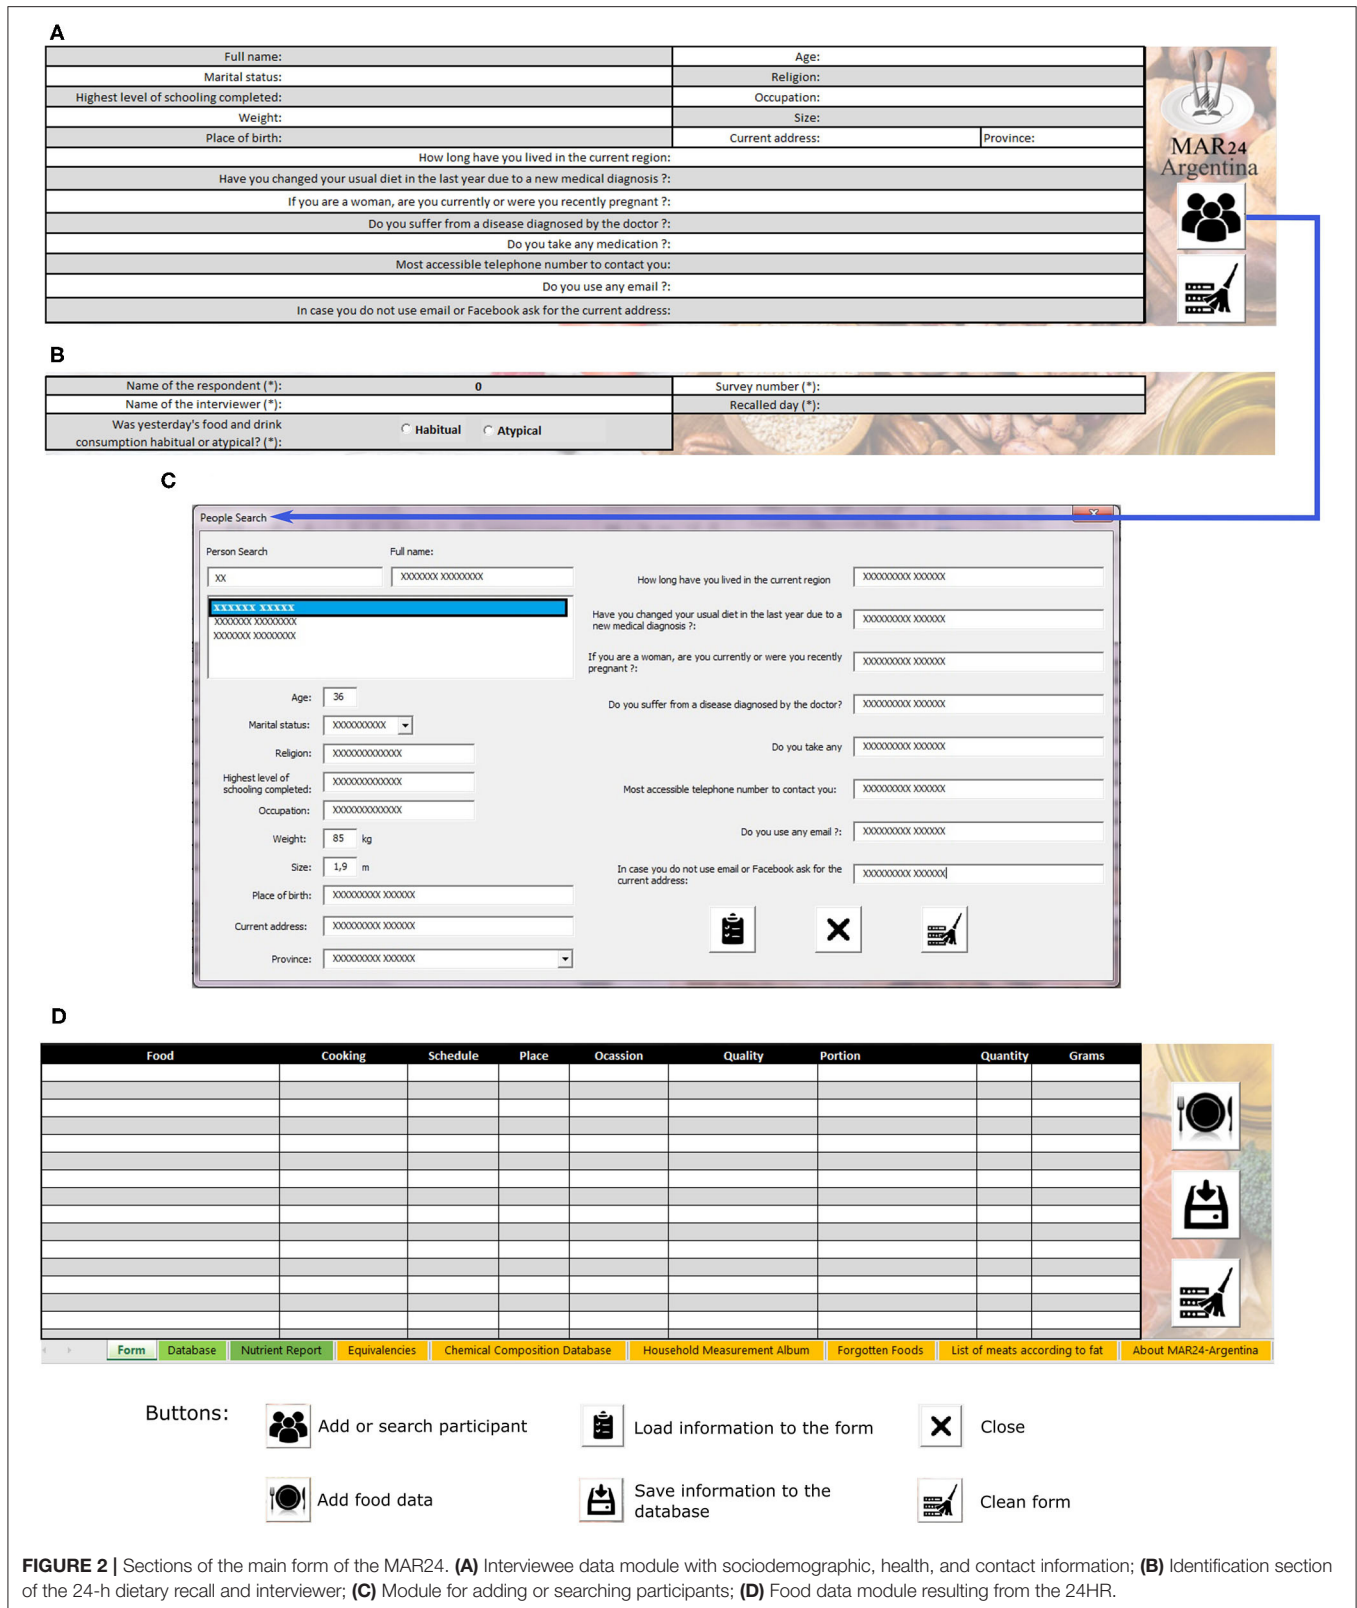 A
Full name:
Age:
Marital status:
Religion:
Highest level of schooling completed:
Occupation:
Weight:
Size:
Place of birth:
Current address:
Province:
How long have you lived in the current region:
Have you changed your usual diet in the last year due to a new medical diagnosis ?:
If you are a woman, are you currently or were you recently pregnant ?:
Do you suffer from a disease diagnosed by the doctor ?:
Do you take any medication ?:
Most accessible telephone number to contact you:
Do you use any email ?:
In case you do not use email or Facebook ask for the current address:
MAR24
Argentina
B
Name of the respondent (*):
0
Survey number (*):
Name of the interviewer (*):
Recalled day (*):
Was yesterday's food and drink
consumption habitual or atypical? (*):
Habitual
Atypical
C
People Search
Person Search
Full name:
XX
XXXXXXX XXXXXXXX
XXXXXX XXXXX
XXXXXXX XXXXXXXX
XXXXXXX XXXXXXXX
Age:
36
Marital status:
XXXXXXXXXX
Religion:
XXXXXXXXXXXXX
Highest level of
schooling completed:
XXXXXXXXXXXXX
Occupation:
XXXXXXXXXXXXX
Weight:
85
kg
Size:
1,9
m
Place of birth:
XXXXXXXXX XXXXXX
Current address:
XXXXXXXXX XXXXXX
Province:
XXXXXXXXX XXXXXX
How long have you lived in the current region
XXXXXXXXX XXXXXX
Have you changed your usual diet in the last year due to a
new medical diagnosis ?:
XXXXXXXXX XXXXXX
If you are a woman, are you currently or were you recently
pregnant ?:
XXXXXXXXX XXXXXX
Do you suffer from a disease diagnosed by the doctor?
XXXXXXXXX XXXXXX
Do you take any
XXXXXXXXX XXXXXX
Most accessible telephone number to contact you:
XXXXXXXXX XXXXXX
Do you use any email ?:
XXXXXXXXX XXXXXX
In case you do not use email or Facebook ask for the
current address:
XXXXXXXXX XXXXXX
D
Food Cooking Schedule Place Ocassion Quality Portion Quantity Grams
Form Database Nutrient Report Equivalencies Chemical Composition Database Household Measurement Album Forgotten Foods List of meats according to fat About MAR24-Argentina
Buttons:
Add or search participant
Load information to the form
Close
Add food data
Save information to the
database
Clean form
FIGURE 2 | Sections of the main form of the MAR24. (A) Interviewee data module with sociodemographic, health, and contact information; (B) Identification section
of the 24-h dietary recall and interviewer; (C) Module for adding or searching participants; (D) Food data module resulting from the 24HR.